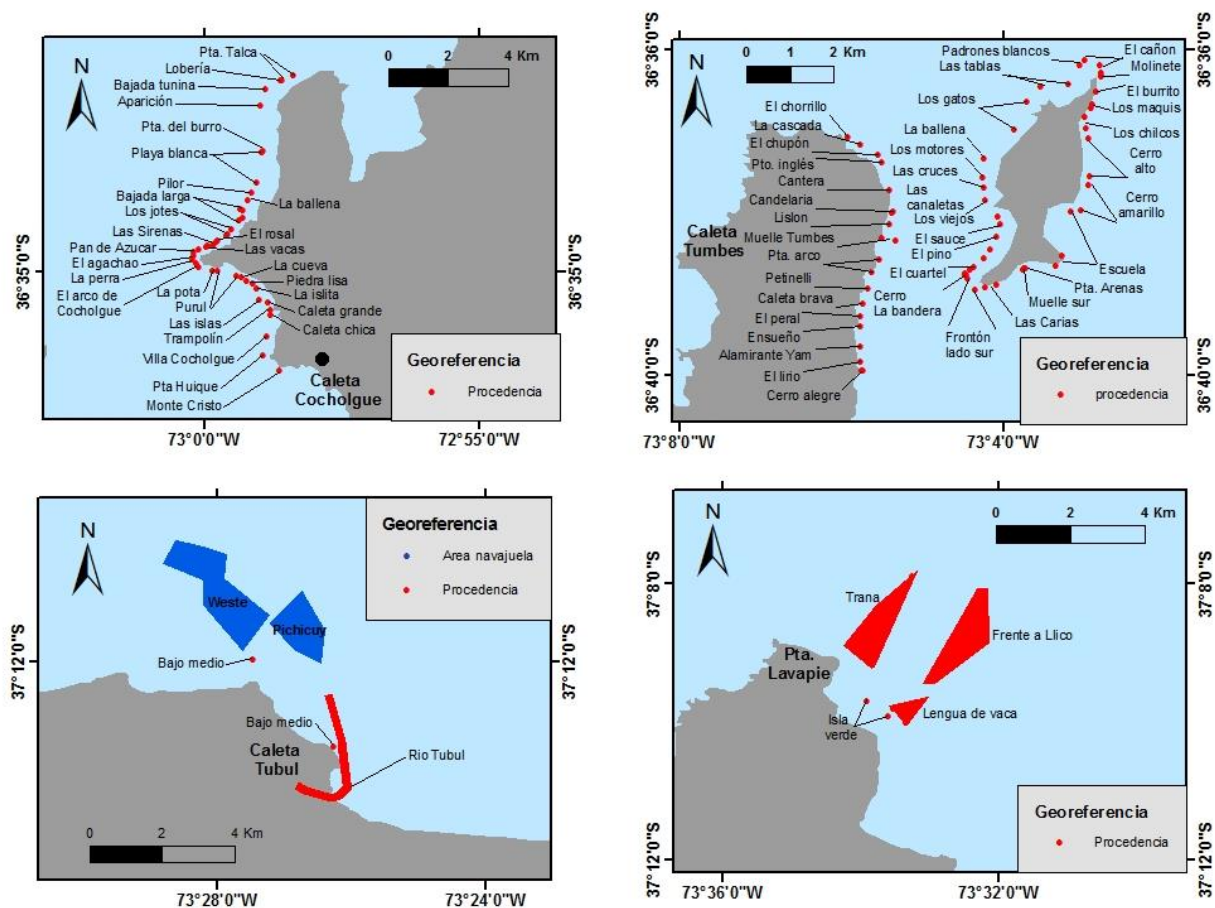 0 2 4 Km
N
Pta. Talca
Lobería
Bajada tunina
Aparición
Pta. del burro
Playa blanca
Pilor
Bajada larga
La ballena
Los jotes
Las Sirenas
El rosal
Pan de Azucar
Las vacas
El agachao
La cueva
La perra
Piedra lisa
El arco de
Cocholgue
La pota
La islita
Purul
Las islas
Caleta grande
Trampolín
Caleta chica
Villa Cocholgue
Pta Huique
Monte Cristo
Caleta
Cocholgue
Georeferencia
Procedencia
36°35'0"S
73°0'0"W
72°55'0"W
36°36'0"S
0 1 2 Km
N
Padrones blancos
El cañon
Las tablas
Molinete
El burrito
Los gatos
Los maquis
El chorrillo
La cascada
Los chilcos
El chupón
La ballena
Pto. inglés
Los motores
Cerro
alto
Cantera
Las cruces
Candelaria
Las
canaletas
Cerro
amarillo
Lislon
Los viejos
Caleta
Tumbes
Muelle Tumbes
El sauce
Pta. arco
El pino
Petinelli
El cuartel
Escuela
Caleta brava
Cerro
La bandera
Pta. Arenas
El peral
Muelle sur
Ensueño
Las Carias
Alamirante Yam
Frontón
lado sur
El lirio
Cerro alegre
Georeferencia
procedencia
36°36'0"S
36°40'0"S
73°8'0"W
73°4'0"W
36°40'0"S
N
Georeferencia
Area navajuela
Procedencia
Weste
Pichicuy
Bajo medio
Bajo medio
Caleta
Tubul
Rio Tubul
0 2 4 Km
37°12'0"S
73°28'0"W
73°24'0"W
37°8'0"S
0 2 4 Km
N
Trana
Frente a Llico
Pta.
Lavapie
Isla
verde
Lengua de vaca
Georeferencia
Procedencia
37°8'0"S
37°12'0"S
73°36'0"W
73°32'0"W
37°12'0"S